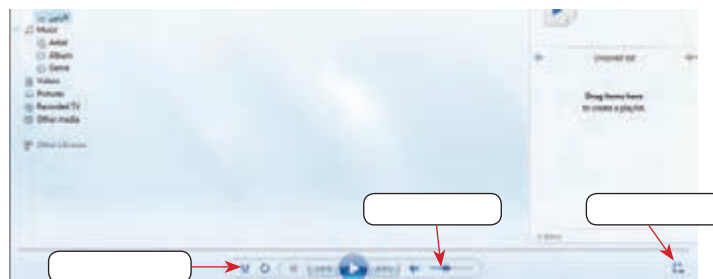 Music
Artist
Album
Genre
Videos
Pictures
Recorded TV
Other media
Other Libraries
Unsaved list
Drag items here
to create a playlist.